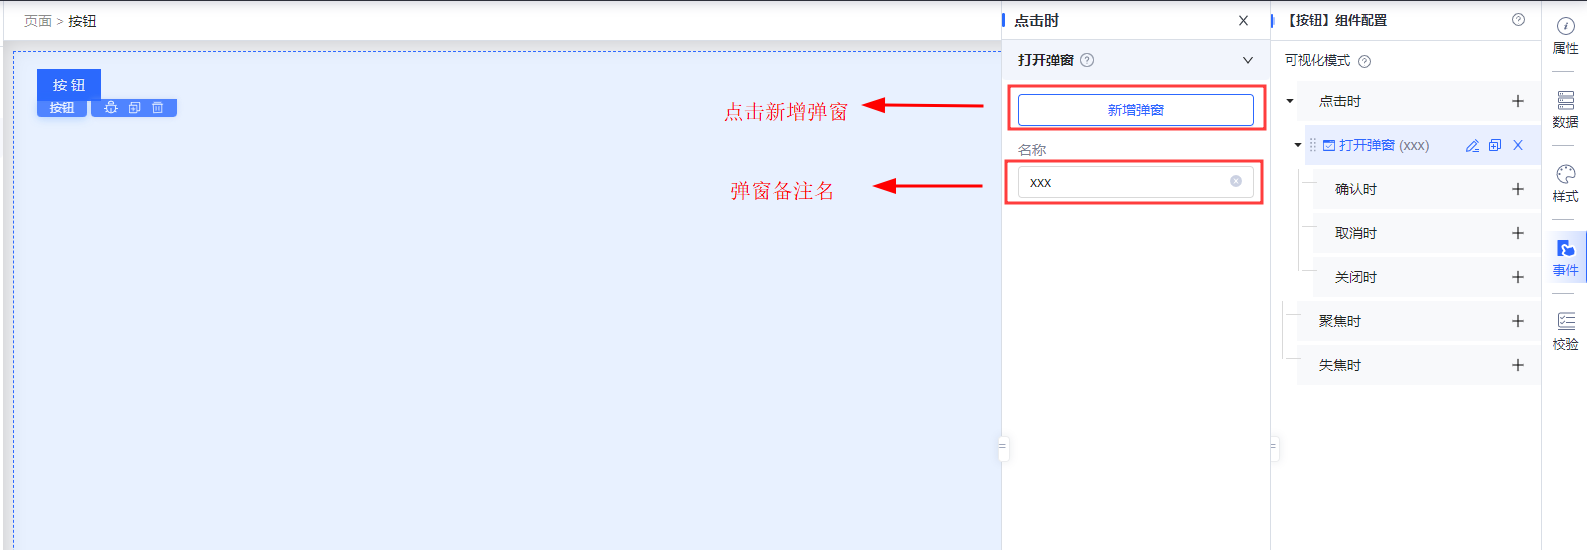 页面 > 按钮
按 钮
按钮
点击新增弹窗
弹窗备注名
点击时
打开弹窗
新增弹窗
名称
xxx
【按钮】组件配置
可视化模式
点击时
打开弹窗 (xxx)
确认时
取消时
关闭时
聚焦时
失焦时
属性
数据
样式
事件
校验